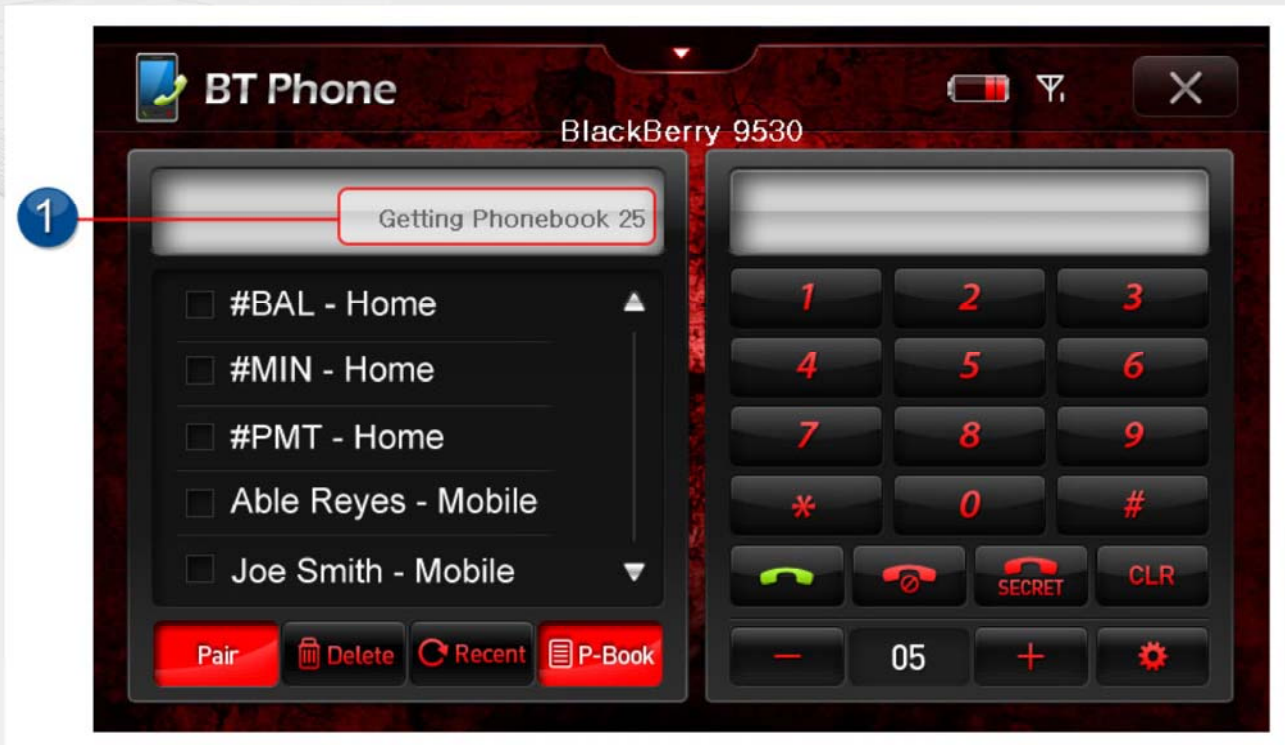 BT Phone
BlackBerry 9530
1
Getting Phonebook 25
#BAL - Home
#MIN - Home
#PMT - Home
Able Reyes - Mobile
Joe Smith - Mobile
Pair Delete Recent P-Book
1 2 3
4 5 6
7 8 9
* 0 #
SECRET CLR
− 05 +